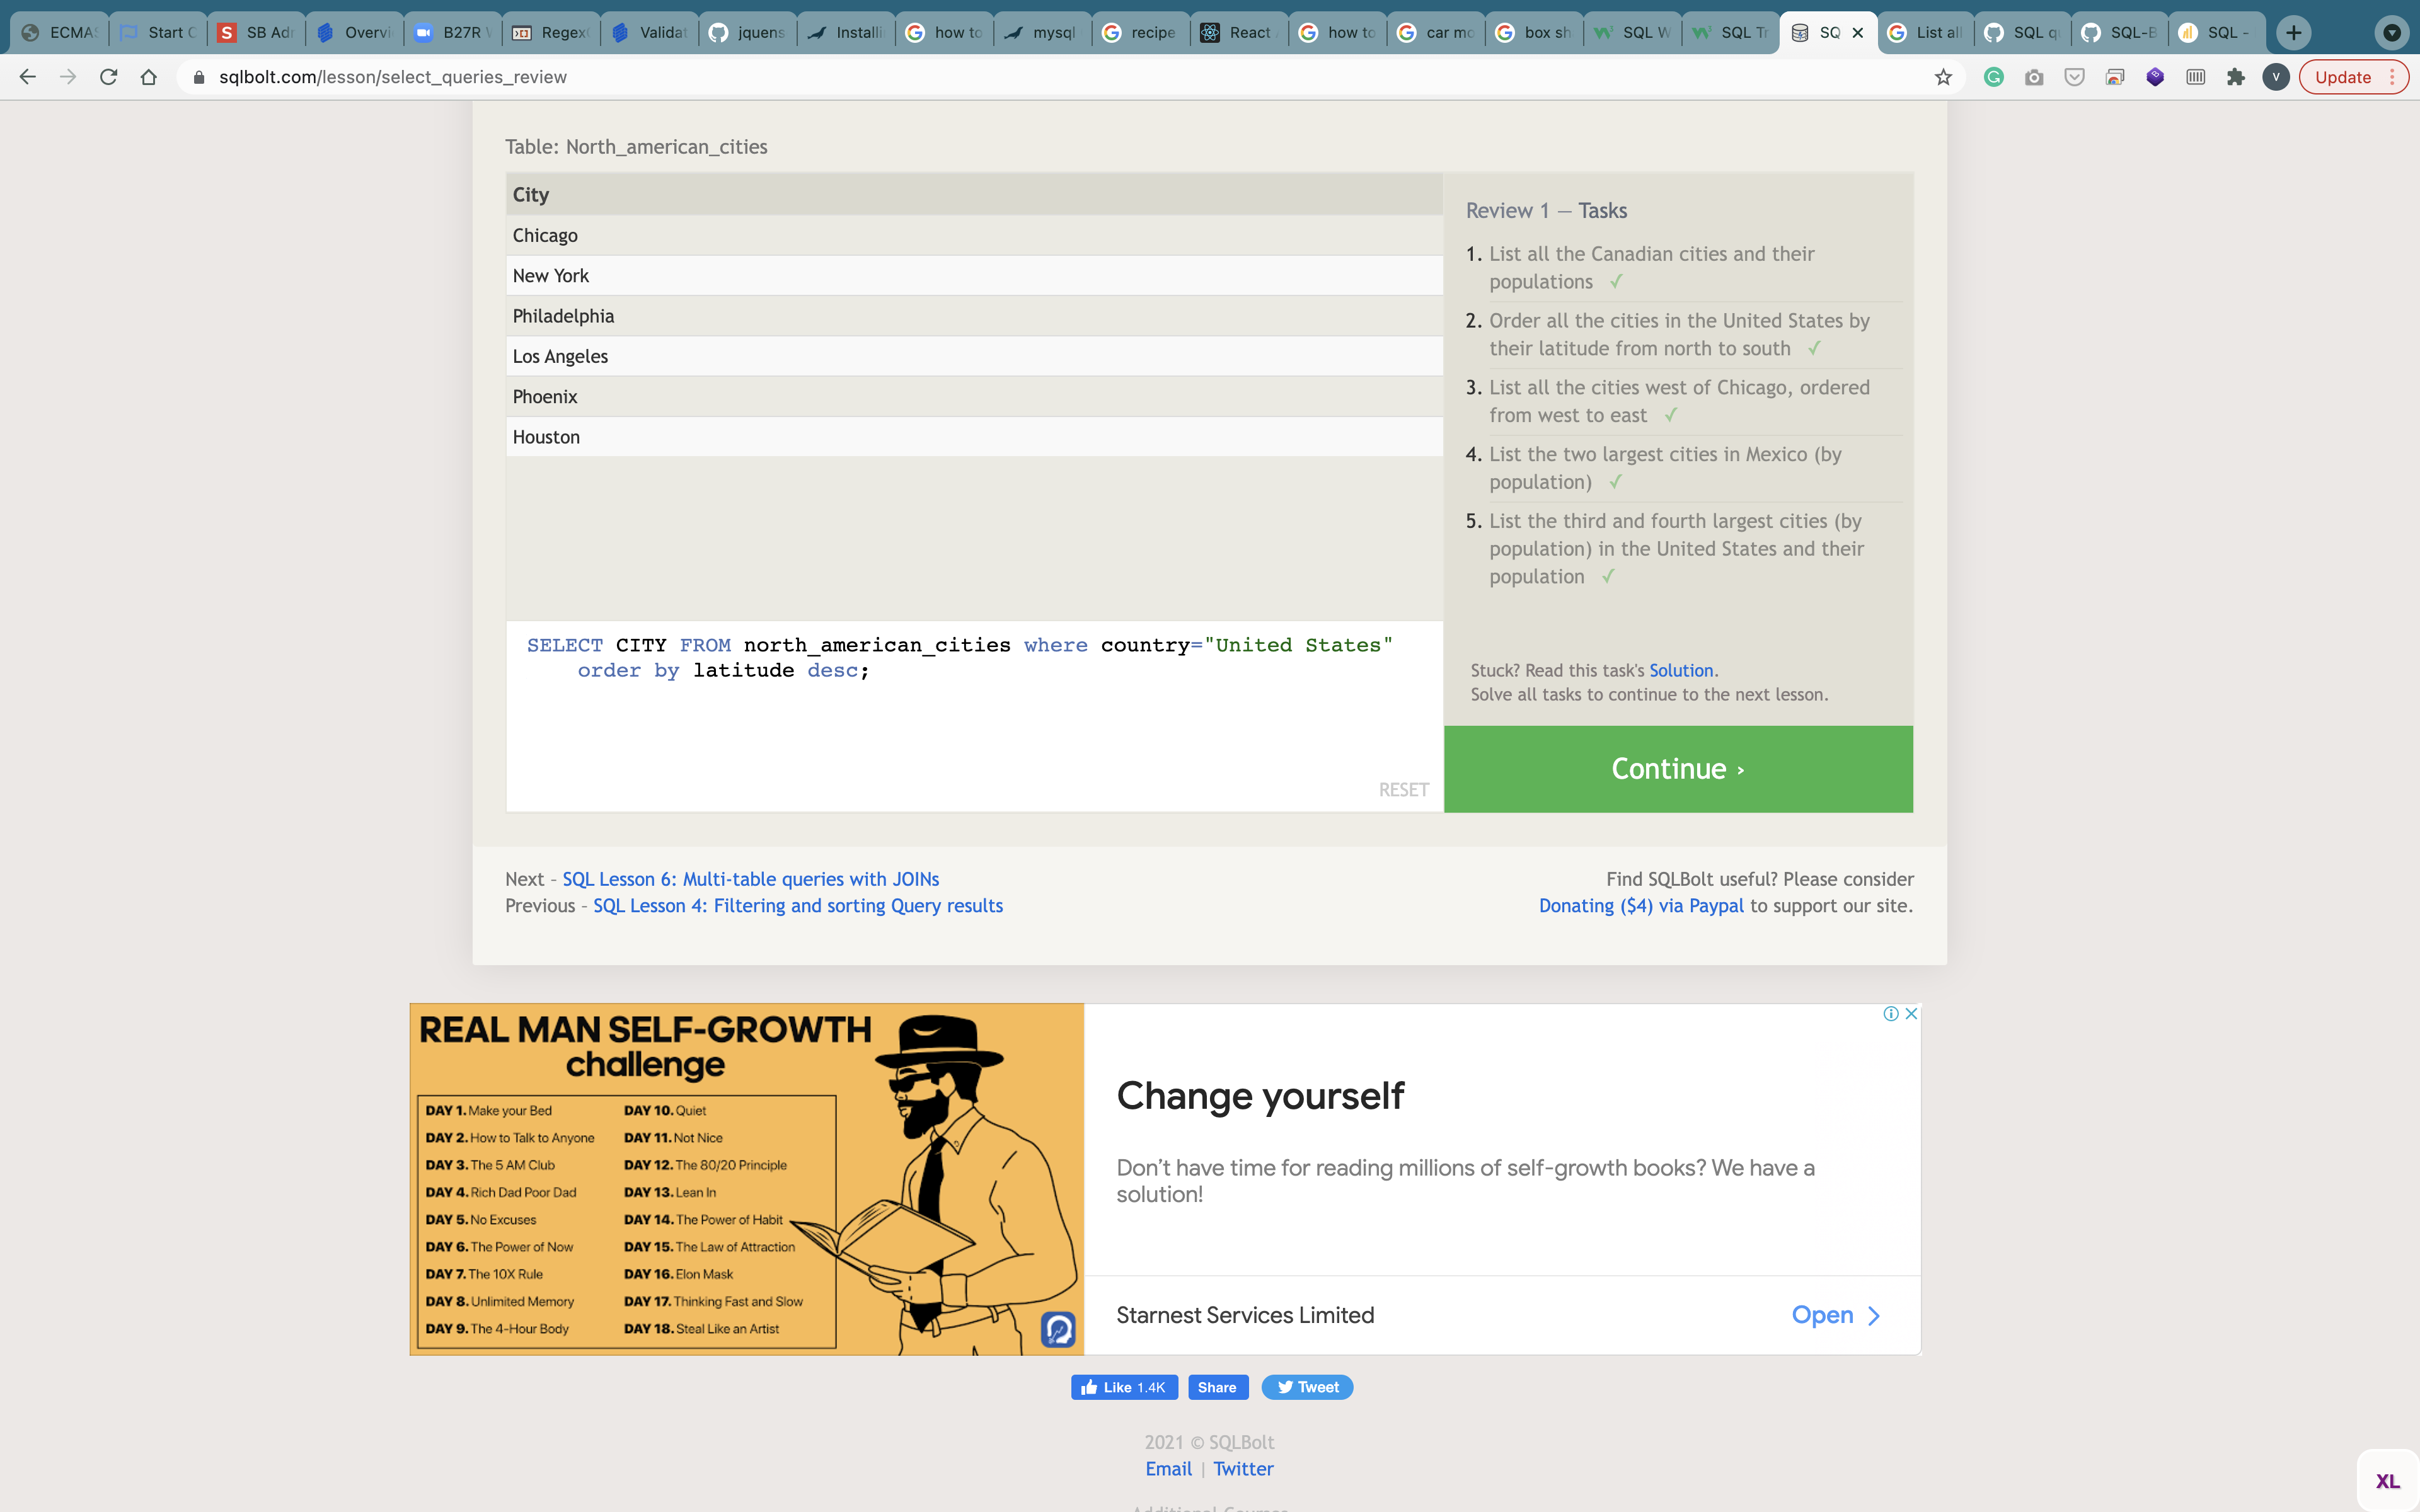 ECMAS
Start C
SB Adr
Overvi
B27R V
Regex
Validat
jquens
Installi
how to
mysql
recipe
React
how to
car mo
box sh
SQL W
SQL Tr
SQ
List all
SQL q
SQL-B
SQL -
sqlbolt.com/lesson/select_queries_review
V
Update
Table: North_american_cities
City
Chicago
New York
Philadelphia
Los Angeles
Phoenix
Houston
SELECT CITY FROM north_american_cities where country="United States"
order by latitude desc;
RESET
Review 1 — Tasks
1. List all the Canadian cities and their
populations ✓
2. Order all the cities in the United States by
their latitude from north to south ✓
3. List all the cities west of Chicago, ordered
from west to east ✓
4. List the two largest cities in Mexico (by
population) ✓
5. List the third and fourth largest cities (by
population) in the United States and their
population ✓
Stuck? Read this task's Solution.
Solve all tasks to continue to the next lesson.
Continue ›
Next – SQL Lesson 6: Multi-table queries with JOINs
Previous – SQL Lesson 4: Filtering and sorting Query results
Find SQLBolt useful? Please consider
Donating ($4) via Paypal to support our site.
REAL MAN SELF-GROWTH
challenge
DAY 1. Make your Bed
DAY 2. How to Talk to Anyone
DAY 3. The 5 AM Club
DAY 4. Rich Dad Poor Dad
DAY 5. No Excuses
DAY 6. The Power of Now
DAY 7. The 10X Rule
DAY 8. Unlimited Memory
DAY 9. The 4-Hour Body
DAY 10. Quiet
DAY 11. Not Nice
DAY 12. The 80/20 Principle
DAY 13. Lean In
DAY 14. The Power of Habit
DAY 15. The Law of Attraction
DAY 16. Elon Mask
DAY 17. Thinking Fast and Slow
DAY 18. Steal Like an Artist
Change yourself
Don't have time for reading millions of self-growth books? We have a
solution!
Starnest Services Limited
Open
Like 1.4K
Share
Tweet
2021 © SQLBolt
Email | Twitter
XL